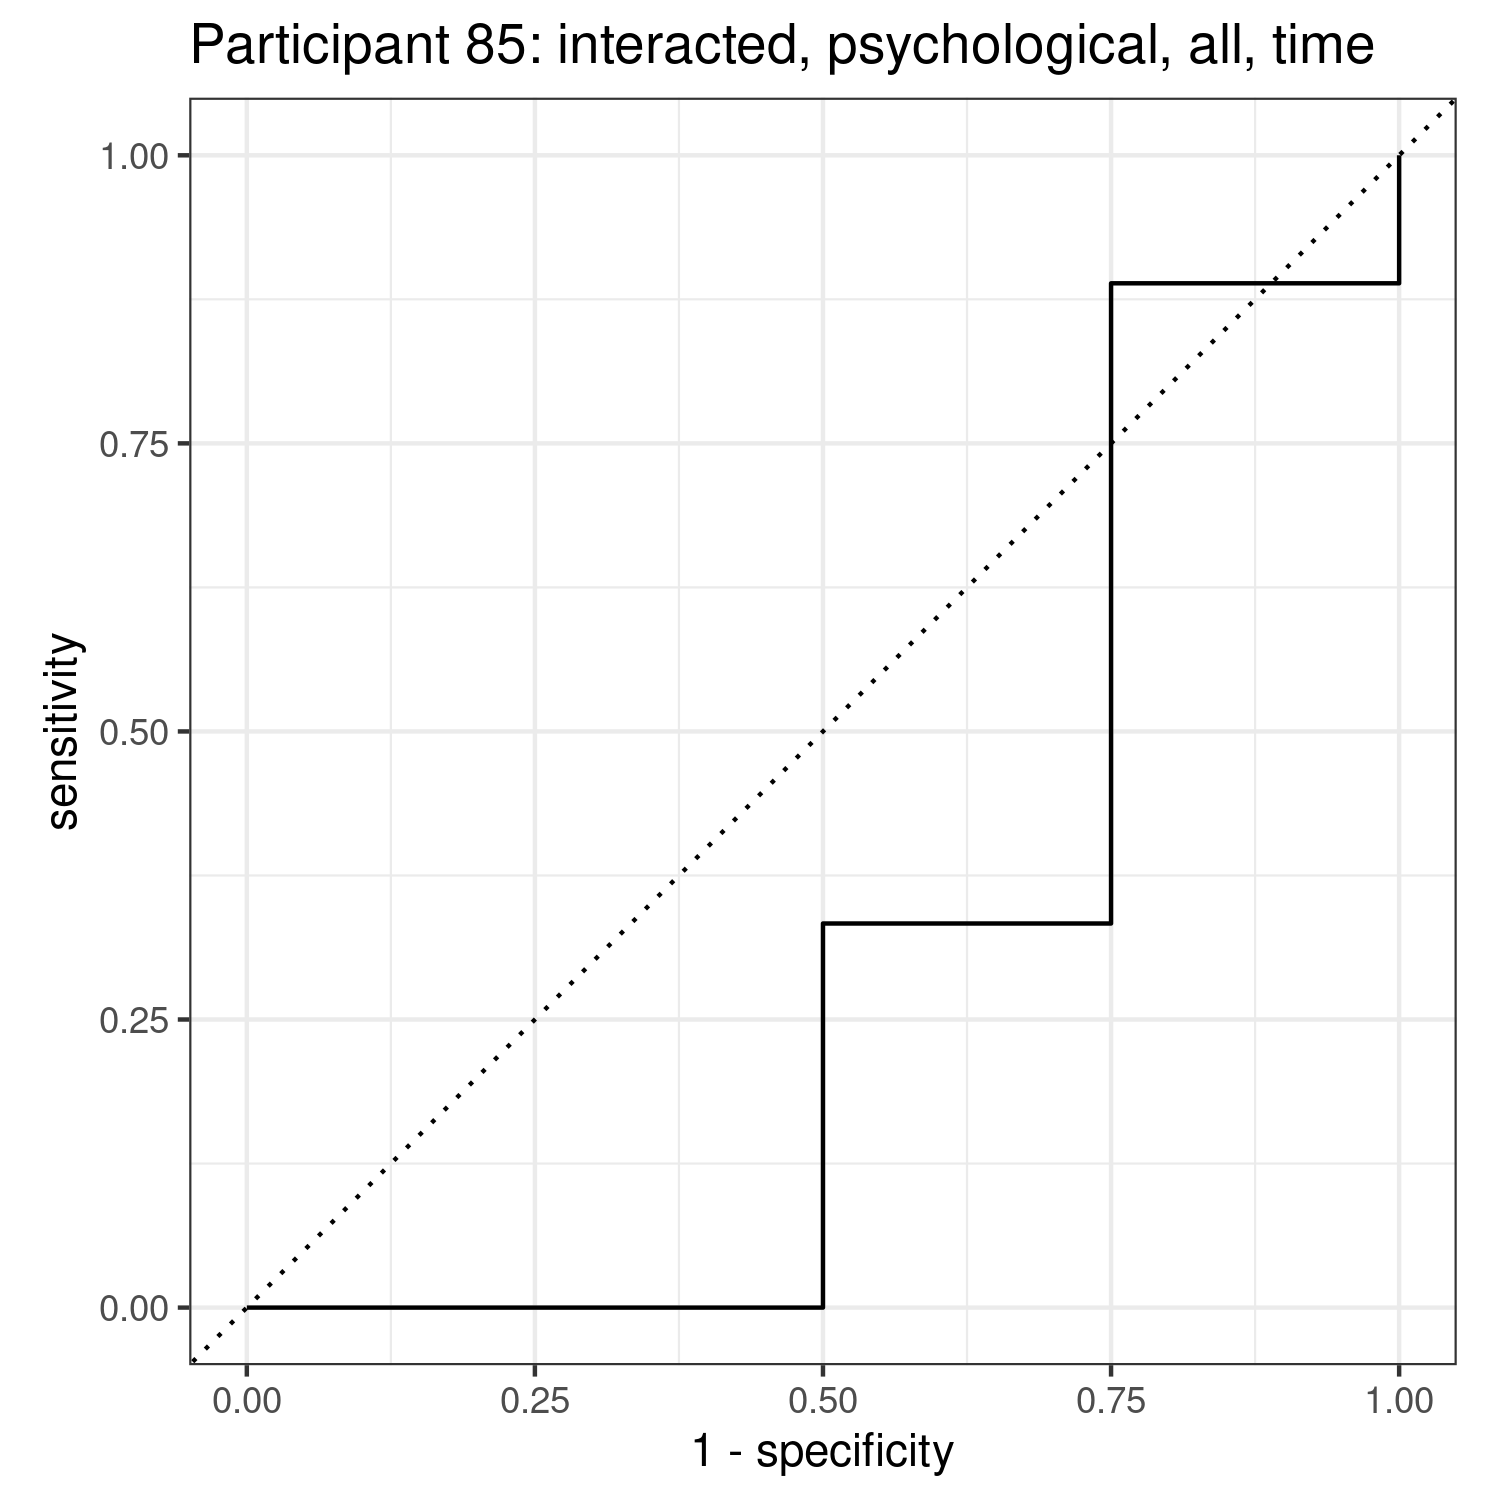 Participant 85: interacted, psychological, all, time
1.00
0.75
0.50
0.25
0.00
sensitivity
0.00 0.25 0.50 0.75 1.00
1 - specificity